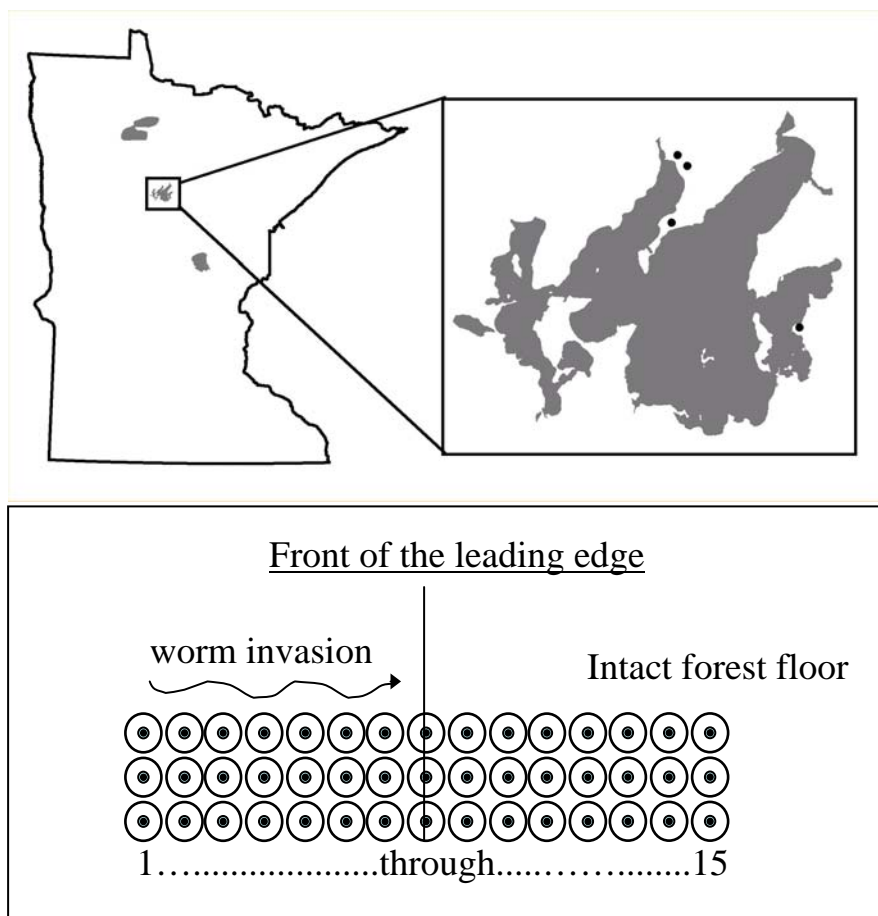 Front of the leading edge
worm invasion
Intact forest floor
1…......................through.....…….......15